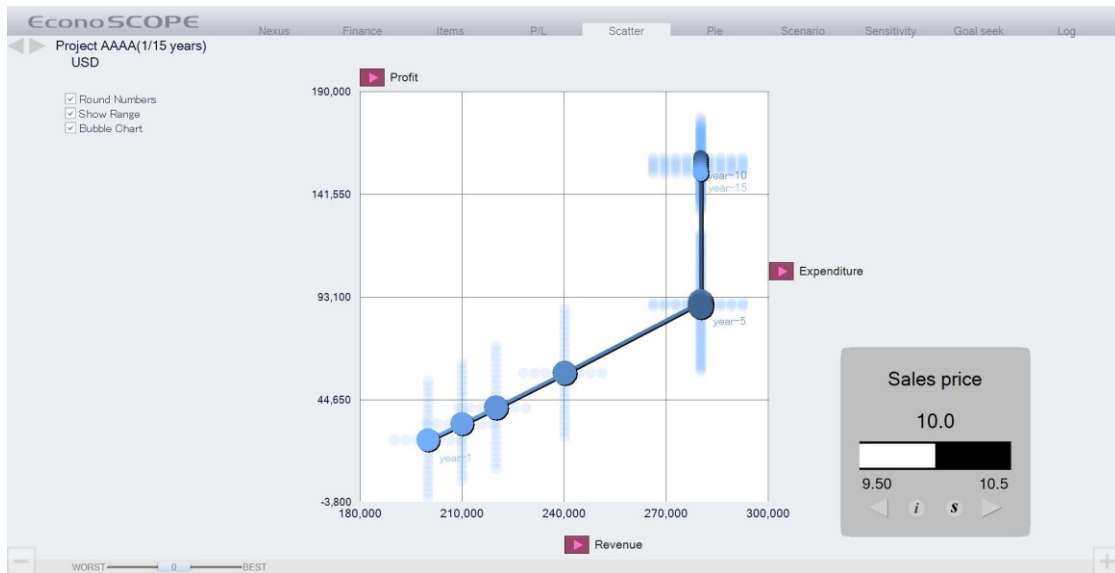 EconoSCOPE
Nexus Finance Items P/L Scatter Pie Scenario Sensitivity Goal seek Log
Project AAAA(1/15 years)
USD
Round Numbers
Show Range
Bubble Chart
Profit
190,000
141,550
93,100
44,650
-3,800
180,000 210,000 240,000 270,000 300,000
year-10
year-15
Expenditure
year-5
year-1
Revenue
Sales price
10.0
9.50 10.5
i s
WORST 0 BEST